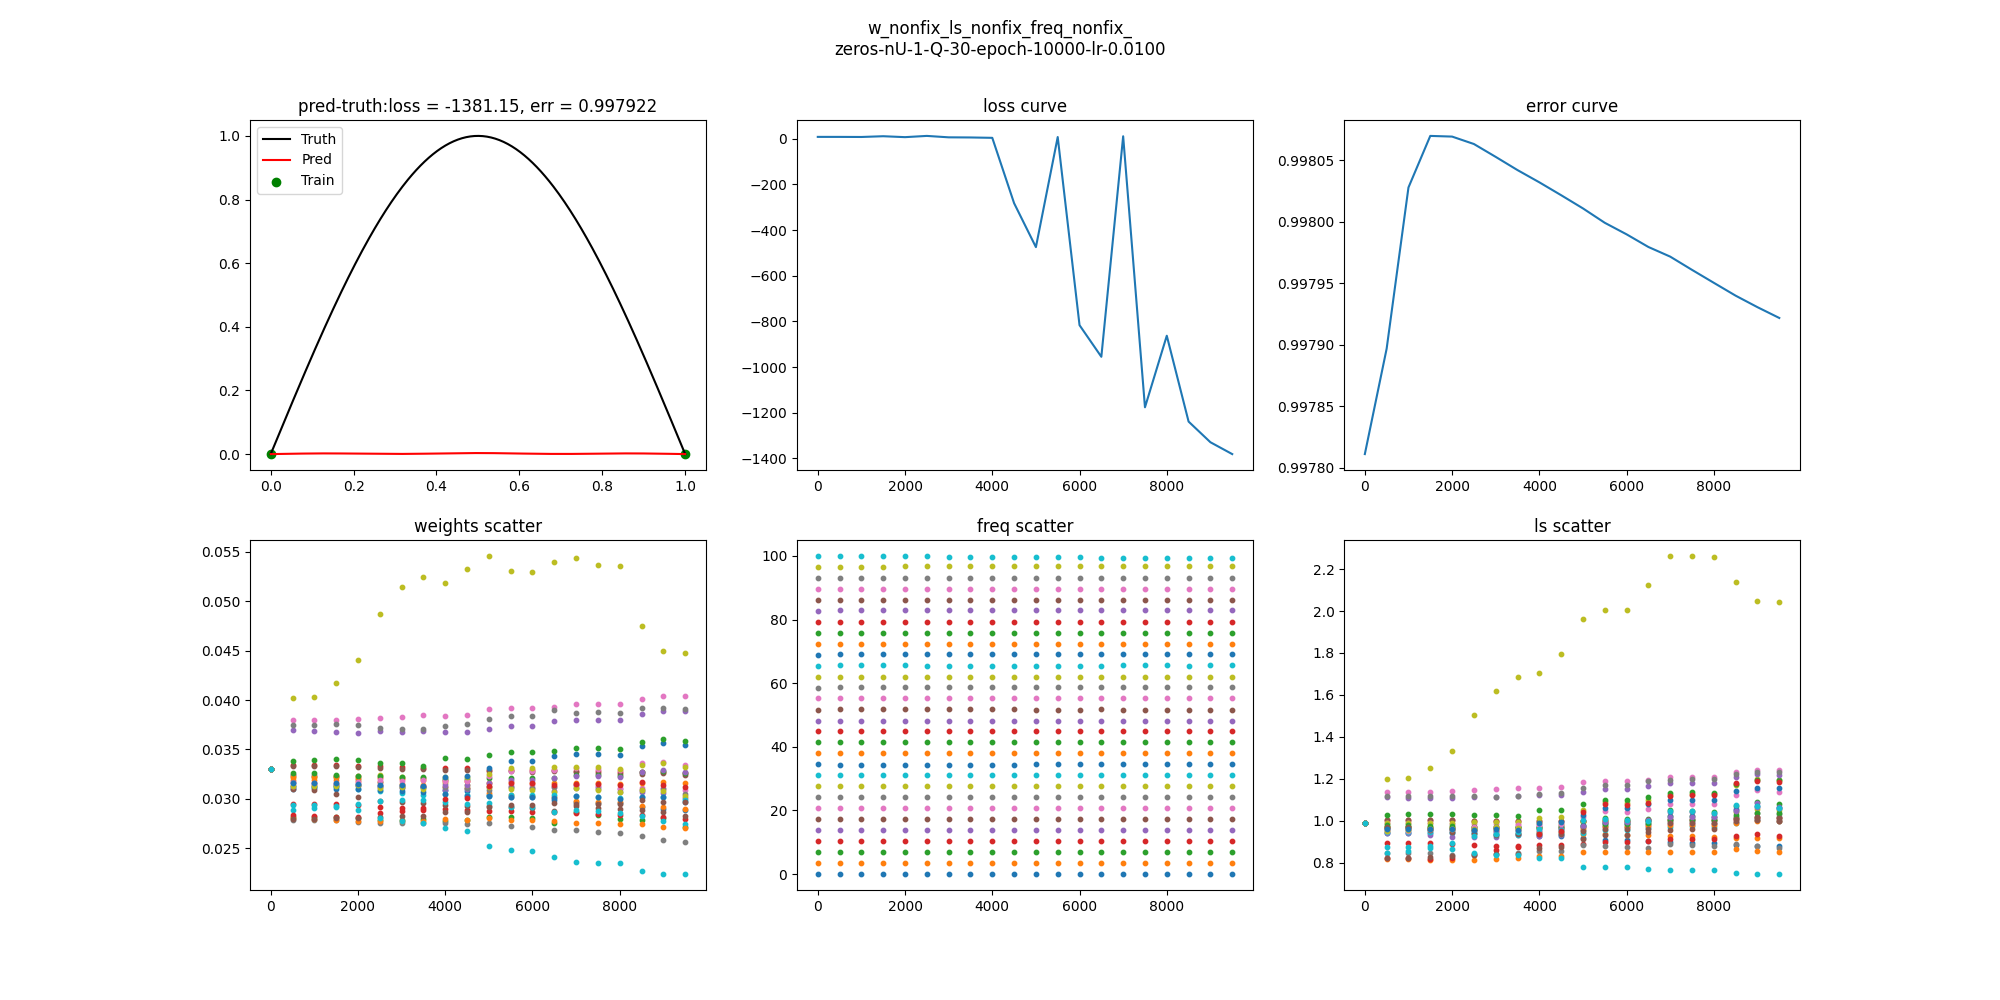 w_nonfix_ls_nonfix_freq_nonfix_
zeros-nU-1-Q-30-epoch-10000-lr-0.0100
pred-truth:loss = -1381.15, err = 0.997922
1.0
0.8
0.6
0.4
0.2
0.0
Truth
Pred
Train
0.0 0.2 0.4 0.6 0.8 1.0
loss curve
0
−200
−400
−600
−800
−1000
−1200
−1400
0 2000 4000 6000 8000
error curve
0.99805
0.99800
0.99795
0.99790
0.99785
0.99780
0 2000 4000 6000 8000
weights scatter
0.055
0.050
0.045
0.040
0.035
0.030
0.025
0 2000 4000 6000 8000
freq scatter
100
80
60
40
20
0
0 2000 4000 6000 8000
ls scatter
2.2
2.0
1.8
1.6
1.4
1.2
1.0
0.8
0 2000 4000 6000 8000